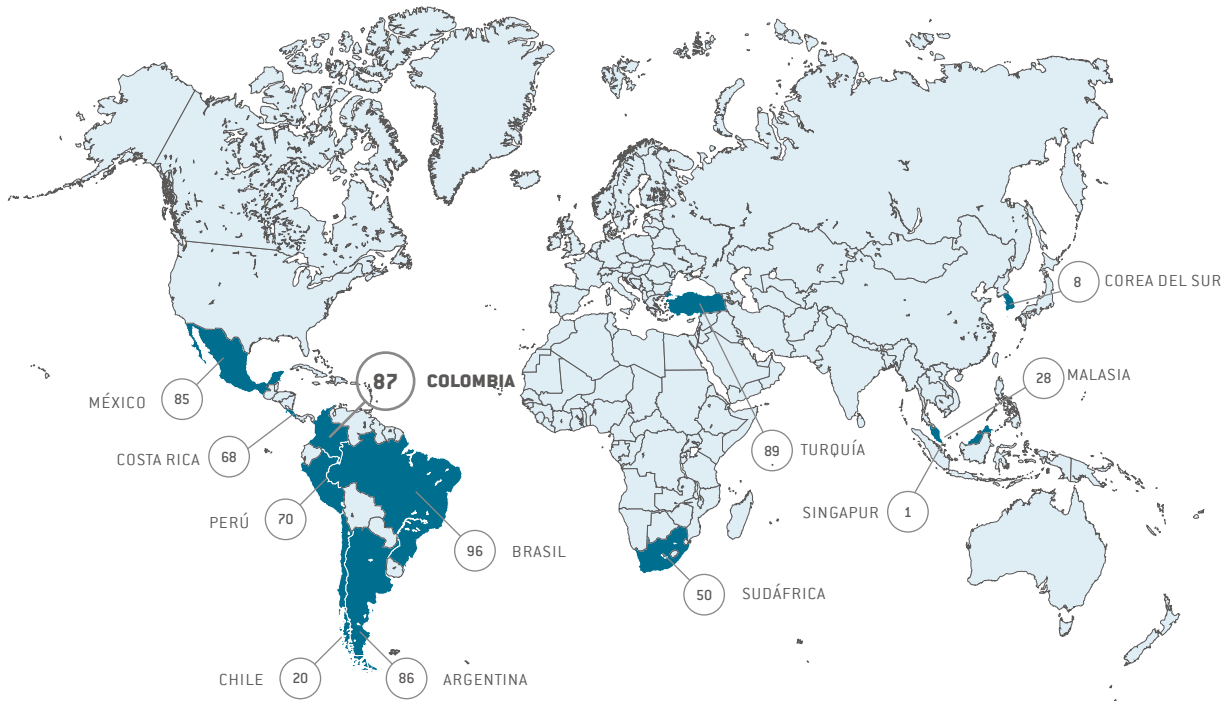 8 COREA DEL SUR
28 MALASIA
87 COLOMBIA
MÉXICO 85
COSTA RICA 68
89 TURQUÍA
PERÚ 70
SINGAPUR 1
96 BRASIL
50 SUDÁFRICA
CHILE 20
86 ARGENTINA